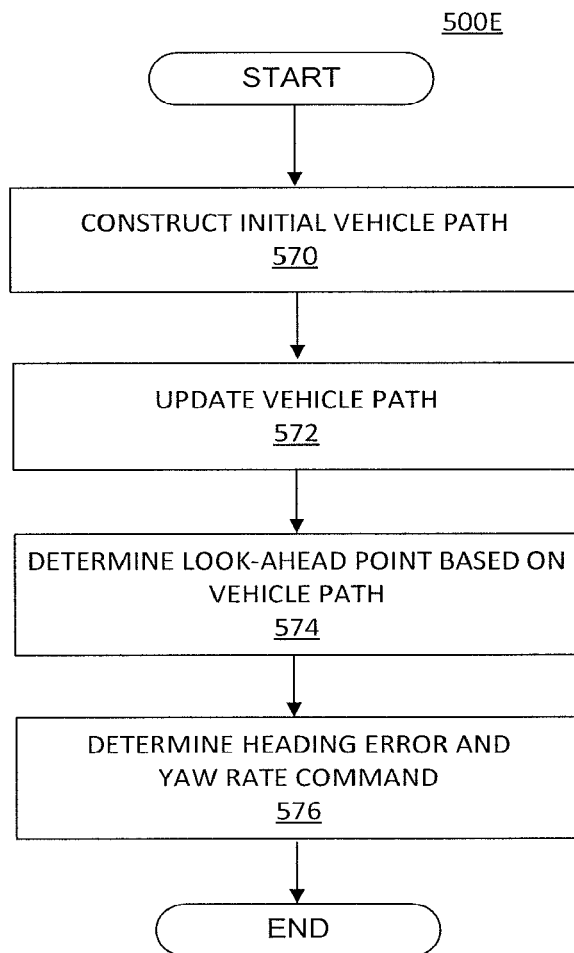 500E
START
CONSTRUCT INITIAL VEHICLE PATH
570
UPDATE VEHICLE PATH
572
DETERMINE LOOK-AHEAD POINT BASED ON
VEHICLE PATH
574
DETERMINE HEADING ERROR AND
YAW RATE COMMAND
576
END